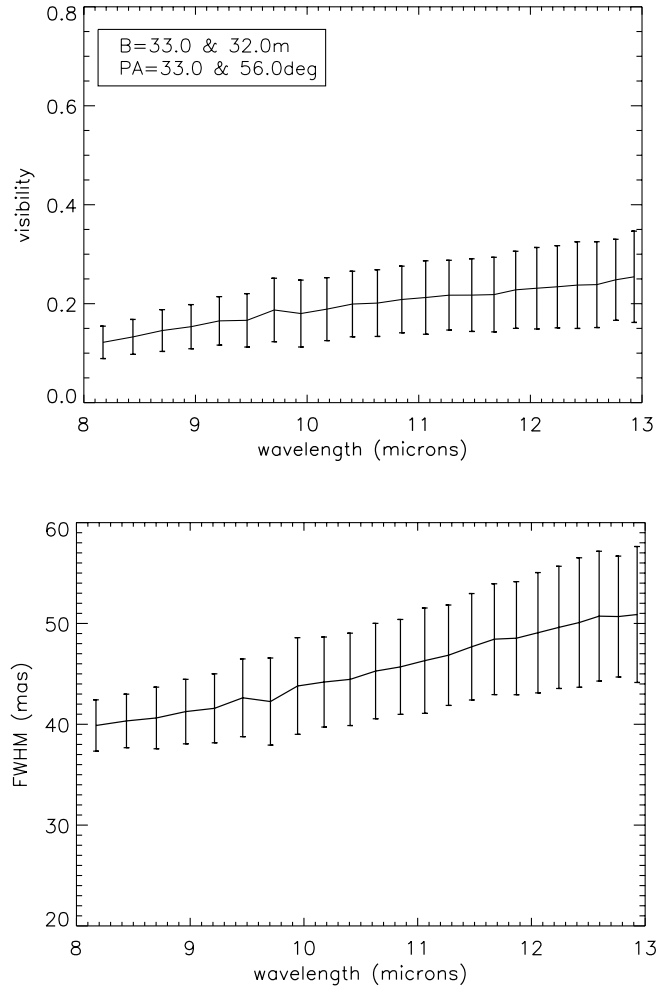 0.8
B=33.0 & 32.0m
PA=33.0 & 56.0deg
0.6
visibility
0.4
0.2
0.0
8 9 10 11 12 13
wavelength (microns)
60
50
FWHM (mas)
40
30
20
8 9 10 11 12 13
wavelength (microns)